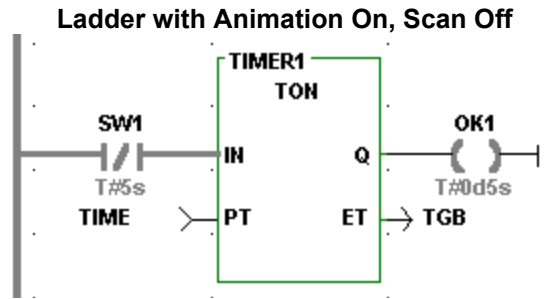 Ladder with Animation On, Scan Off
TIMER1
TON
SW1
OK1
IN
Q
T#5s
T#0d5s
TIME
PT
ET
TGB